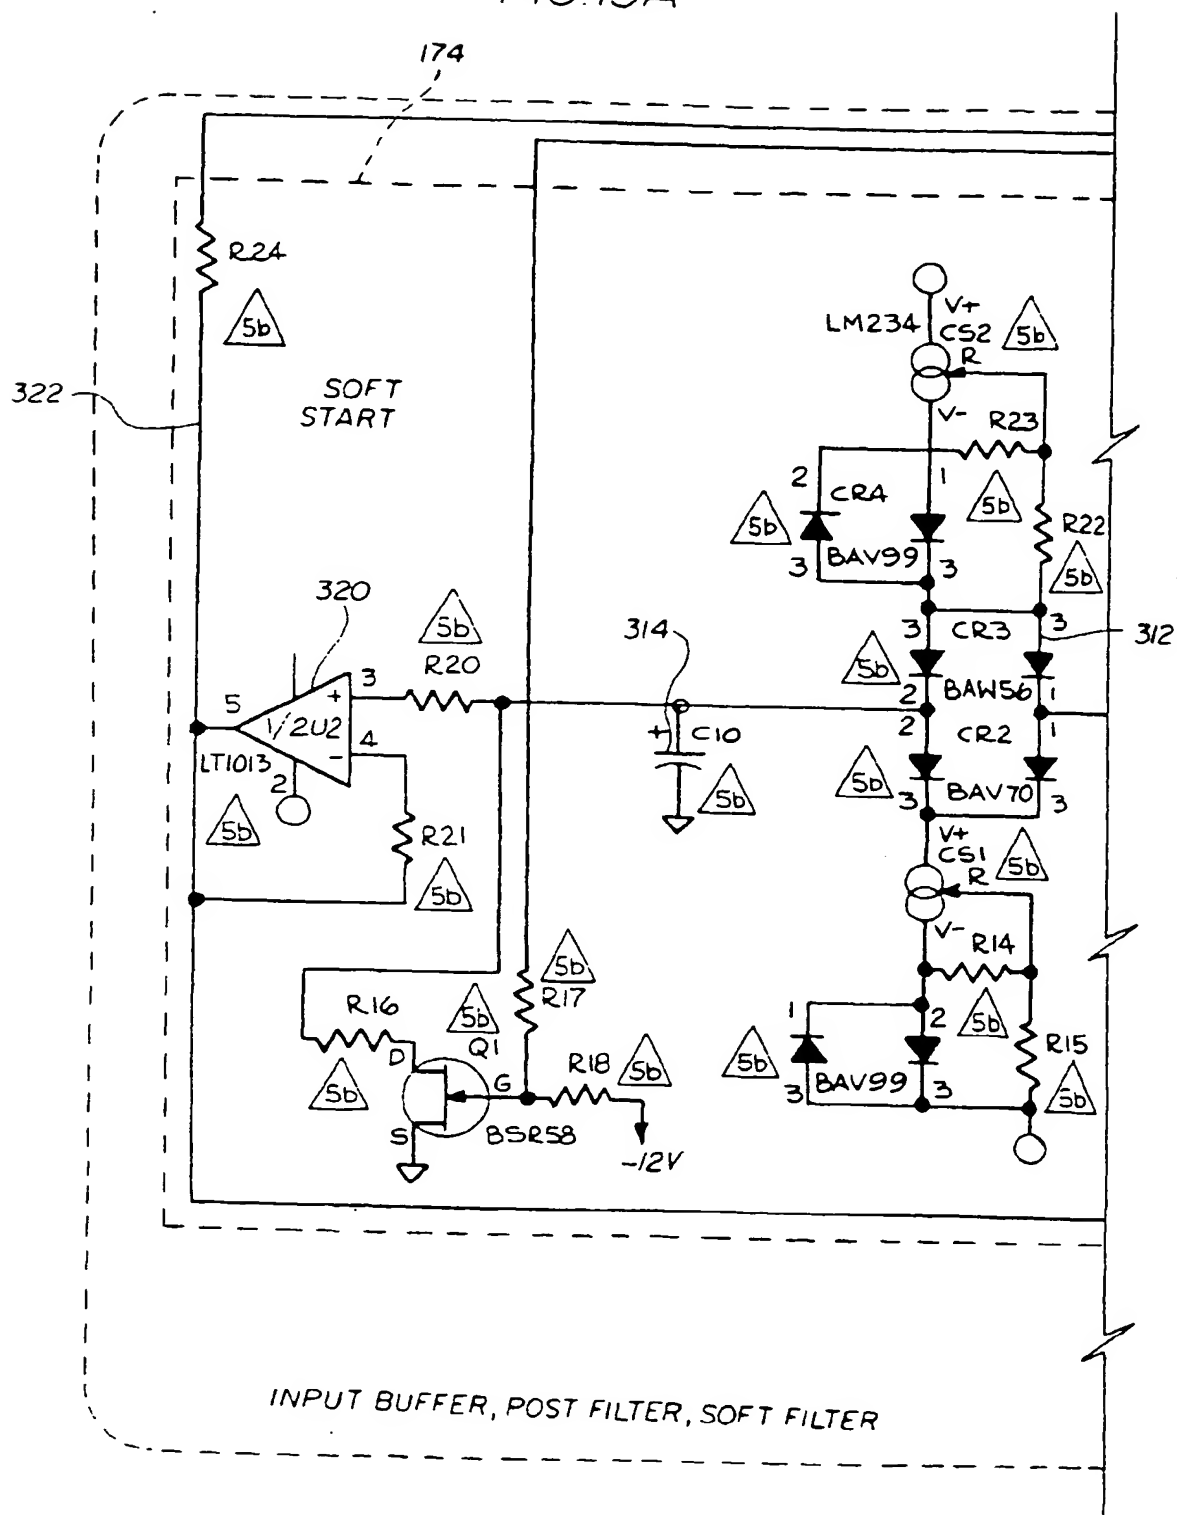 174
R24
5b
V+
LM234
CS2
5b
R
322
SOFT
START
V-
R23
2
1
CR4
5b
5b
R22
BAV99
3
3
5b
320
5b
314
3
CR3
3
312
R20
3
5b
5
+
1/2U2
4
-
LT1013
2
5b
+
C10
5b
2
BAW56
1
2
CR2
1
5b
BAV70
3
3
R21
5b
V+
CS1
5b
R
V-
R14
5b
R17
R16
5b
Q1
1
2
5b
R15
D
R18
5b
5b
5b
G
BAV99
3
3
5b
S
BSR58
-12V
INPUT BUFFER, POST FILTER, SOFT FILTER